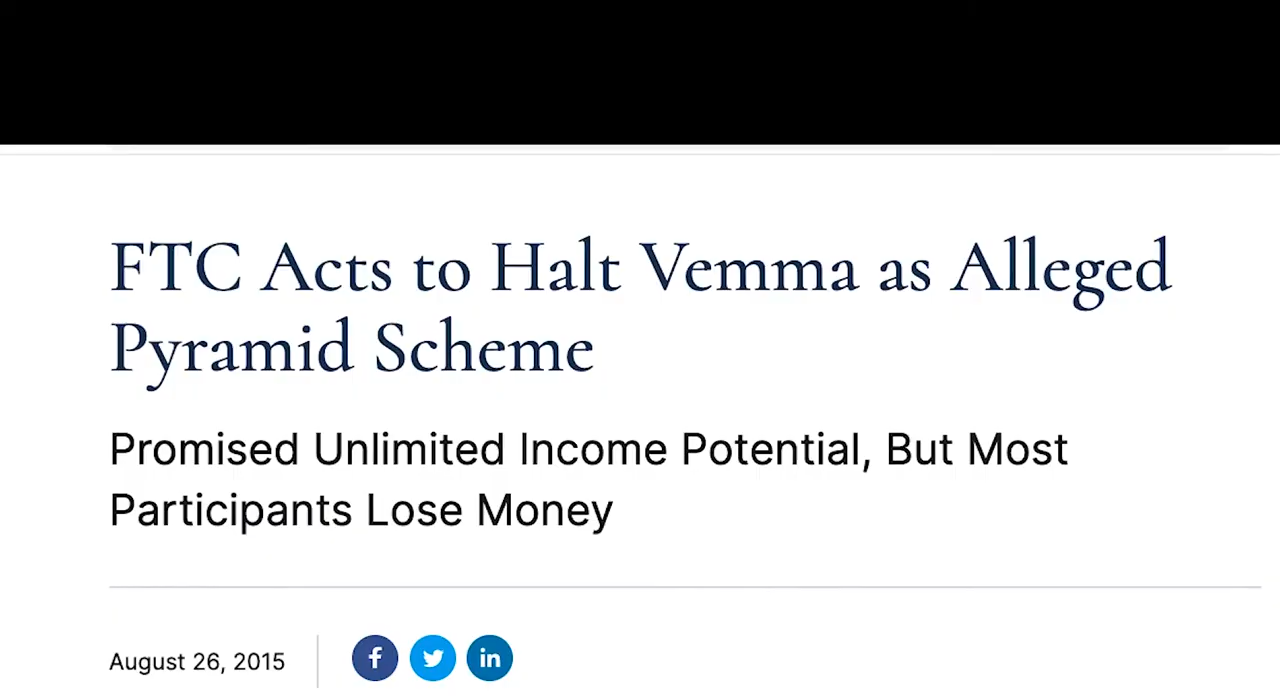 FTC Acts to Halt Vemma as Alleged
Pyramid Scheme
Promised Unlimited Income Potential, But Most
Participants Lose Money
August 26, 2015